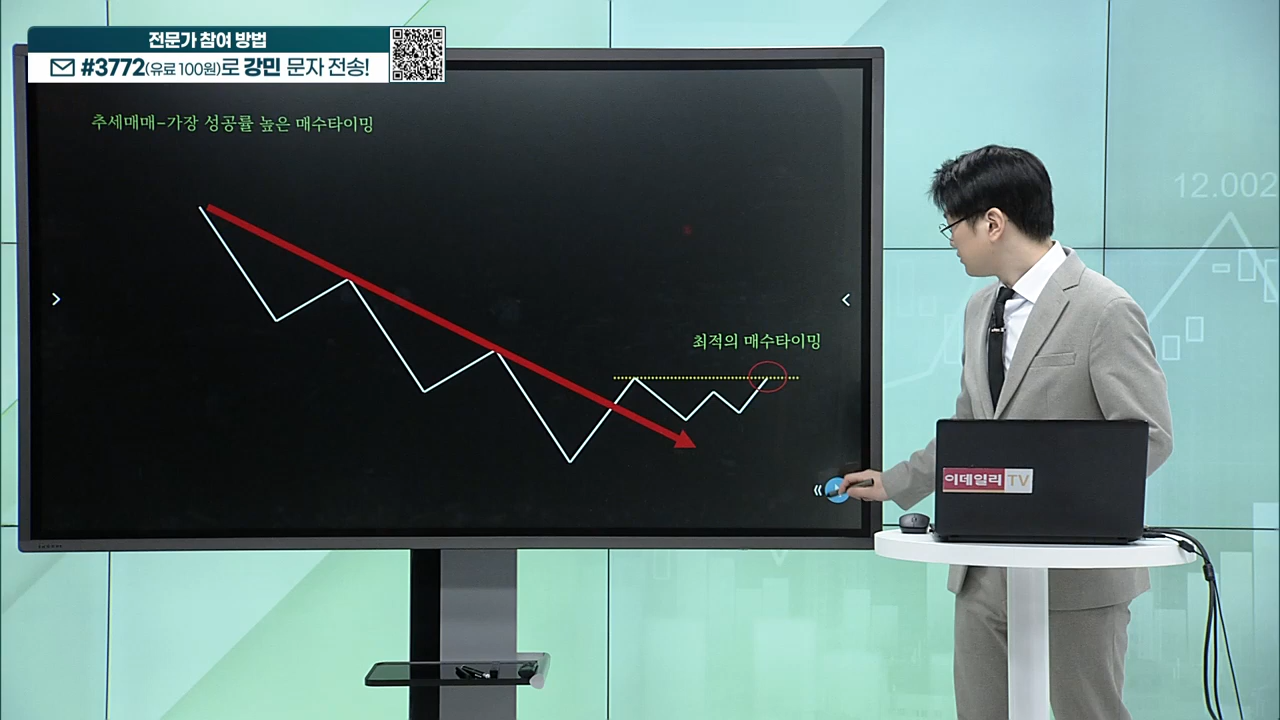 전문가 참여 방법
#3772(유료 100원)로 강민 문자 전송!
추세매매-가장 성공률 높은 매수타이밍
12.002
최적의 매수타이밍
이데일리 TV